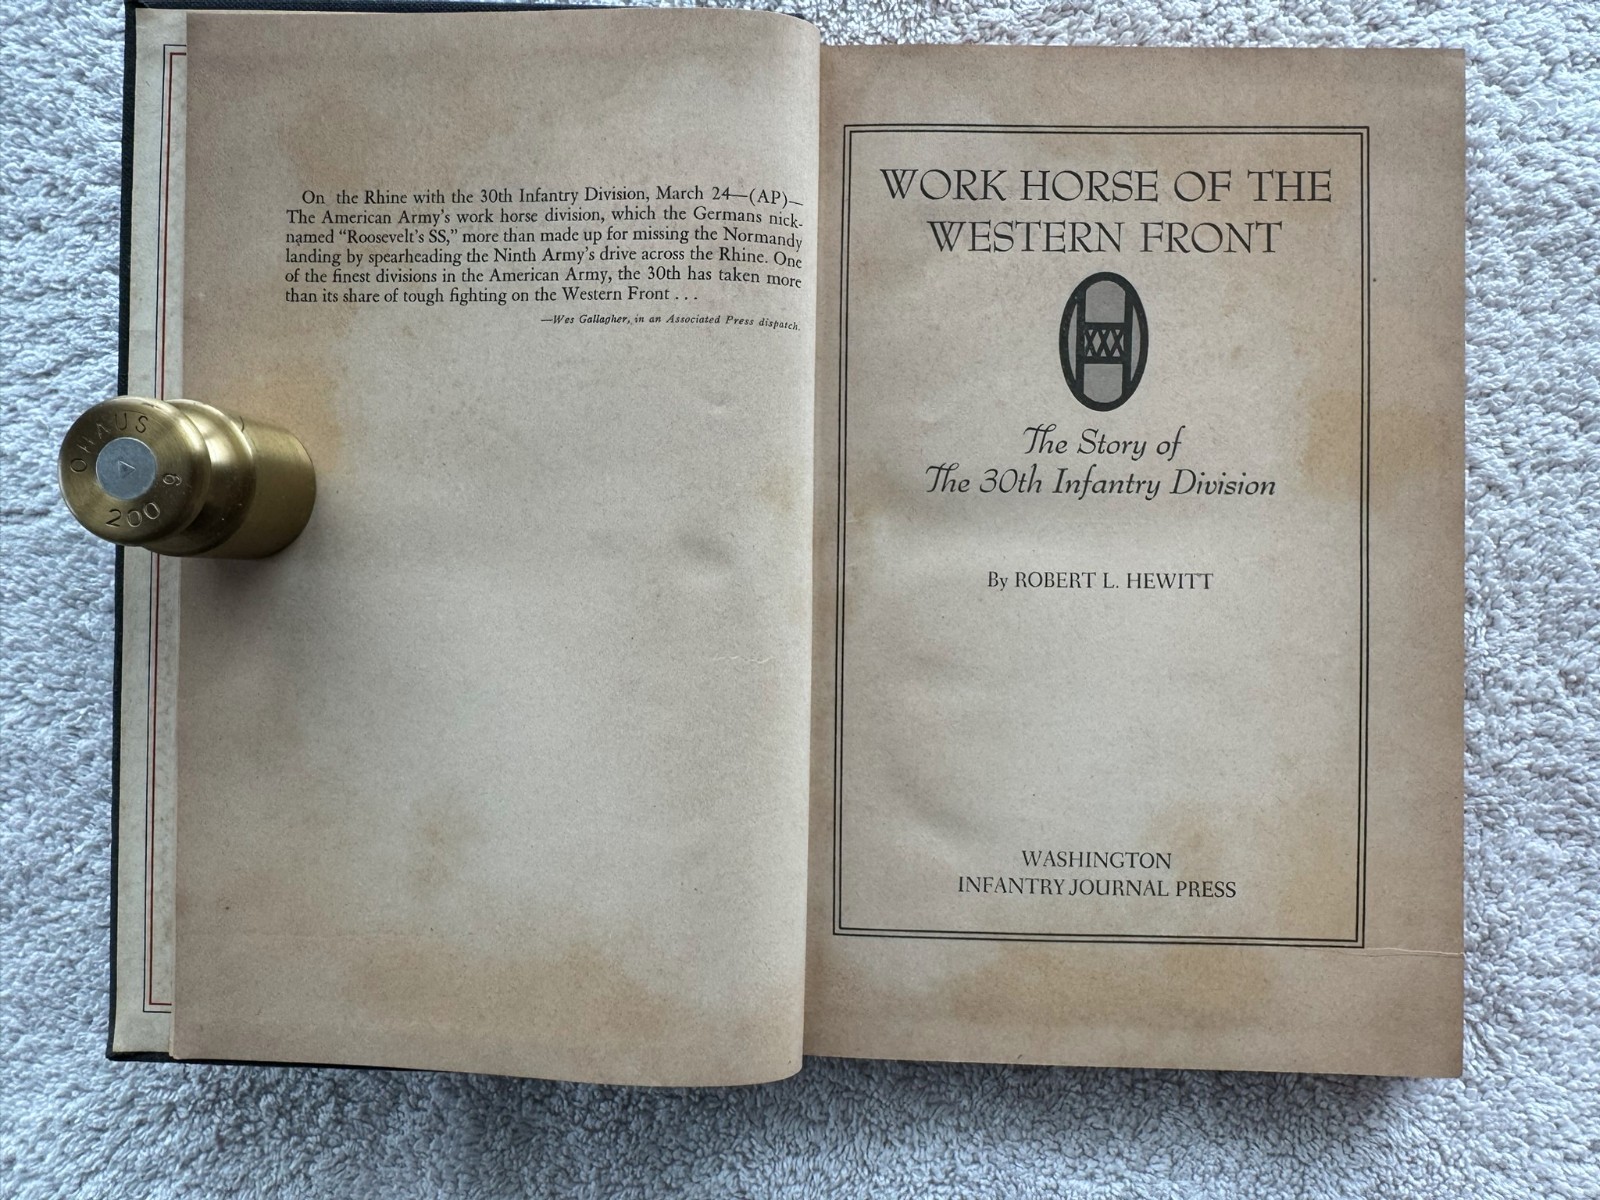 On the Rhine with the 30th Infantry Division, March 24—(AP)—
The American Army's work horse division, which the Germans nick-
named "Roosevelt's SS," more than made up for missing the Normandy
landing by spearheading the Ninth Army's drive across the Rhine. One
of the finest divisions in the American Army, the 30th has taken more
than its share of tough fighting on the Western Front . . .
—Wes Gallagher, in an Associated Press dispatch.
OHAUS
200 g
WORK HORSE OF THE
WESTERN FRONT
XXX
The Story of
The 30th Infantry Division
By ROBERT L. HEWITT
WASHINGTON
INFANTRY JOURNAL PRESS